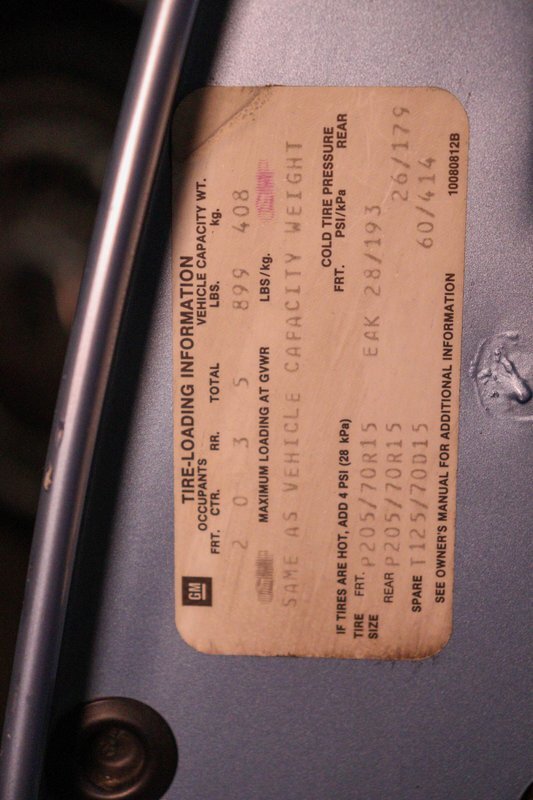 GM
TIRE-LOADING INFORMATION
OCCUPANTS VEHICLE CAPACITY WT.
FRT. CTR. RR. TOTAL LBS. kg.
2 0 3 5 899 408
MAXIMUM LOADING AT GVWR LBS/kg.
SAME AS VEHICLE CAPACITY WEIGHT
COLD TIRE PRESSURE
IF TIRES ARE HOT, ADD 4 PSI (28 kPa) FRT. PSI/kPa REAR
TIRE FRT. P205/70R15 EAK 28/193
SIZE REAR P205/70R15 26/179
SPARE T125/70D15 60/414
SEE OWNER'S MANUAL FOR ADDITIONAL INFORMATION 10080812B